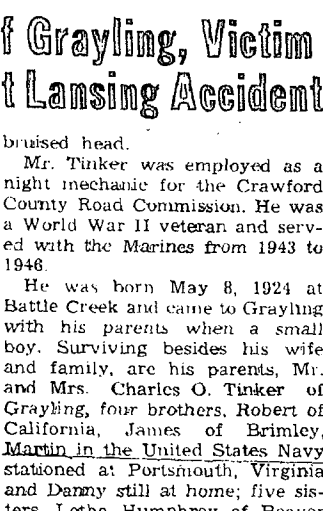 f Grayling, Victim
t Lansing Accident
bruised head.
Mr. Tinker was employed as a
night mechanic for the Crawford
County Road Commission. He was
a World War II veteran and serv-
ed with the Marines from 1943 to
1946.
He was born May 8, 1924 at
Battle Creek and came to Grayling
with his parents when a small
boy. Surviving besides his wife
and family, are his parents, Mr.
and Mrs. Charles O. Tinker of
Grayling, four brothers, Robert of
California, James of Brimley,
Martin in the United States Navy
stationed at Portsmouth, Virginia
and Danny still at home; five sis-
ters, Humphrey of